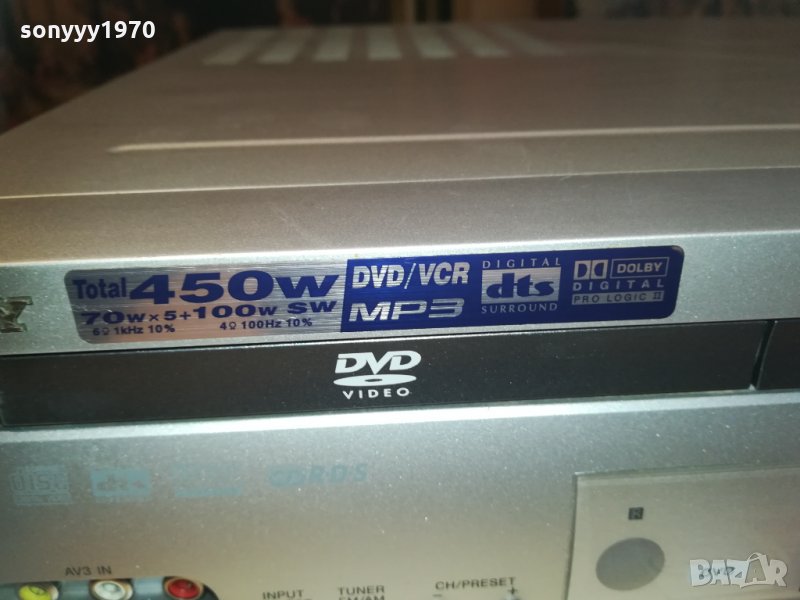 sonyyy1970
Total 450W
70W×5+100W SW
6Ω 1kHz 10% 4Ω 100Hz 10%
DVD/VCR
MP3
DIGITAL
dts
SURROUND
DOLBY
DIGITAL
PRO LOGIC II
DVD
VIDEO
R·D·S
AV3 IN
INPUT
TUNER
FM/AM
CH/PRESET
− +
BAZAR